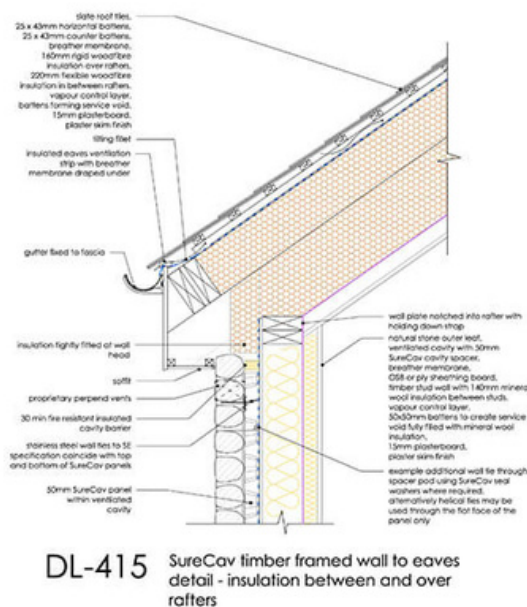 slate roof tiles,
25 x 43mm horizontal battens,
25 x 43mm counter battens,
breather membrane,
160mm rigid woodfibre
insulation over rafters,
220mm flexible woodfibre
insulation in between rafters,
vapour control layer,
battens forming service void,
15mm plasterboard,
plaster skim finish
tilting fillet
insulated eaves ventilation
strip with breather
membrane draped under
gutter fixed to fascia
insulation tightly fitted at wall
head
soffit
proprietary perpend vents
30 min fire resistant insulated
cavity barrier
stainless steel wall ties to SE
specification coincide with top
and bottom of SureCav panels
50mm SureCav panel
within ventilated
cavity
wall plate notched into rafter with
holding down strap
natural stone outer leaf,
ventilated cavity with 50mm
SureCav cavity spacer,
breather membrane,
OSB or ply sheathing board,
timber stud wall with 140mm mineral
wool insulation between studs,
vapour control layer,
50x50mm battens to create service
void fully filled with mineral wool
insulation,
15mm plasterboard,
plaster skim finish
example additional wall tie through
spacer pod using SureCav seal
washers where required,
alternatively helical ties may be
used through the flat face of the
panel only
DL-415
SureCav timber framed wall to eaves
detail - insulation between and over
rafters